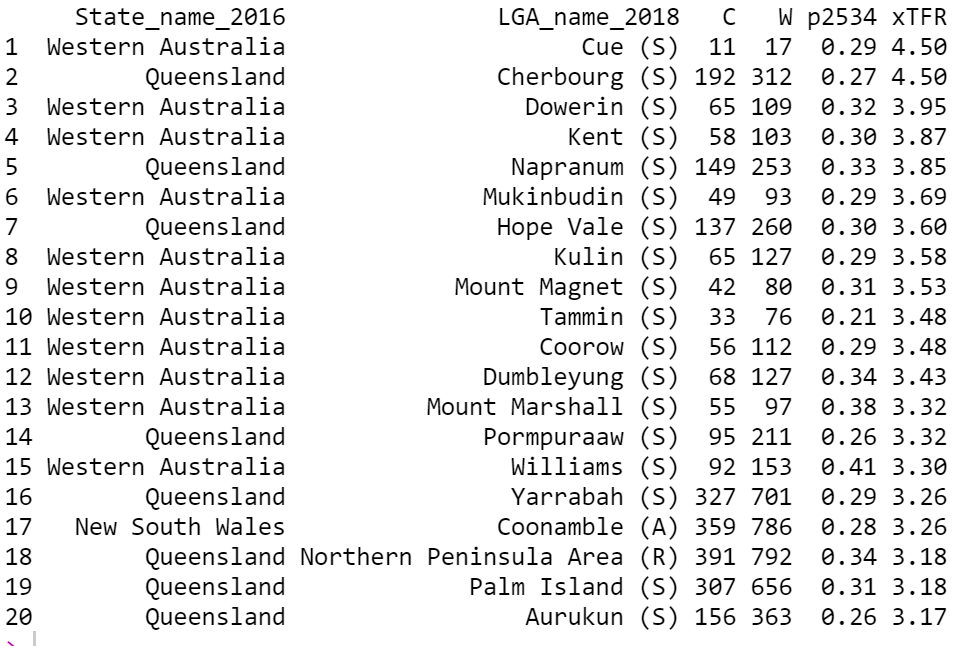 State_name_2016 LGA_name_2018 C W p2534 xTFR
1 Western Australia Cue (S) 11 17 0.29 4.50
2 Queensland Cherbourg (S) 192 312 0.27 4.50
3 Western Australia Dowerin (S) 65 109 0.32 3.95
4 Western Australia Kent (S) 58 103 0.30 3.87
5 Queensland Napranum (S) 149 253 0.33 3.85
6 Western Australia Mukinbudin (S) 49 93 0.29 3.69
7 Queensland Hope Vale (S) 137 260 0.30 3.60
8 Western Australia Kulin (S) 65 127 0.29 3.58
9 Western Australia Mount Magnet (S) 42 80 0.31 3.53
10 Western Australia Tammin (S) 33 76 0.21 3.48
11 Western Australia Coorow (S) 56 112 0.29 3.48
12 Western Australia Dumbleyung (S) 68 127 0.34 3.43
13 Western Australia Mount Marshall (S) 55 97 0.38 3.32
14 Queensland Pormpuraaw (S) 95 211 0.26 3.32
15 Western Australia Williams (S) 92 153 0.41 3.30
16 Queensland Yarrabah (S) 327 701 0.29 3.26
17 New South Wales Coonamble (A) 359 786 0.28 3.26
18 Queensland Northern Peninsula Area (R) 391 792 0.34 3.18
19 Queensland Palm Island (S) 307 656 0.31 3.18
20 Queensland Aurukun (S) 156 363 0.26 3.17